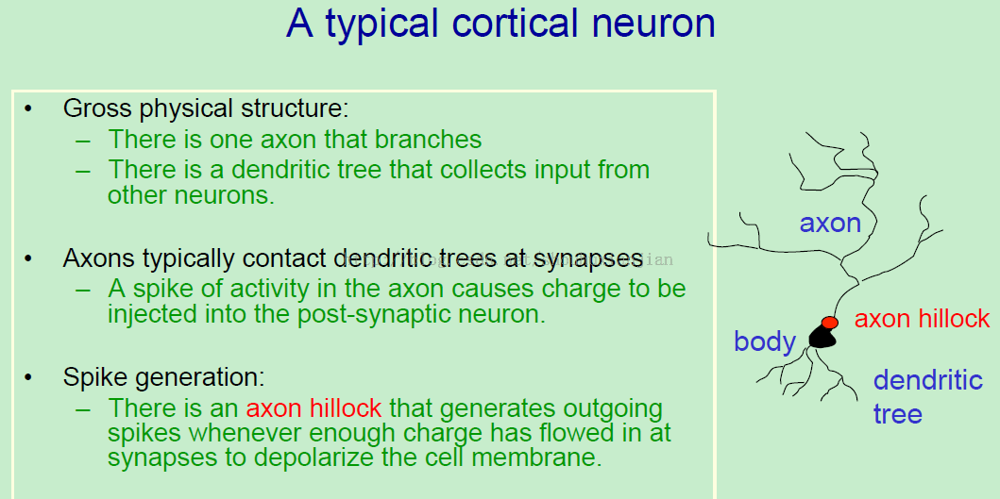 A typical cortical neuron
• Gross physical structure:
– There is one axon that branches
– There is a dendritic tree that collects input from
other neurons.
• Axons typically contact dendritic trees at synapses
– A spike of activity in the axon causes charge to be
injected into the post-synaptic neuron.
• Spike generation:
– There is an axon hillock that generates outgoing
spikes whenever enough charge has flowed in at
synapses to depolarize the cell membrane.
axon
axon hillock
body
dendritic
tree